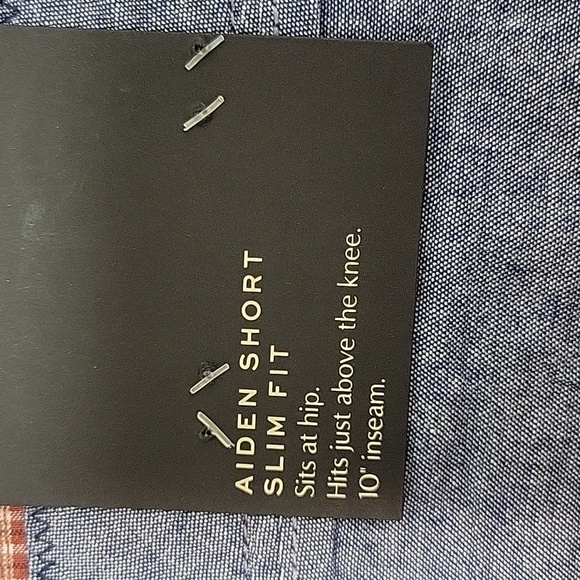 AIDEN SHORT
SLIM FIT
Sits at hip.
Hits just above the knee.
10" inseam.